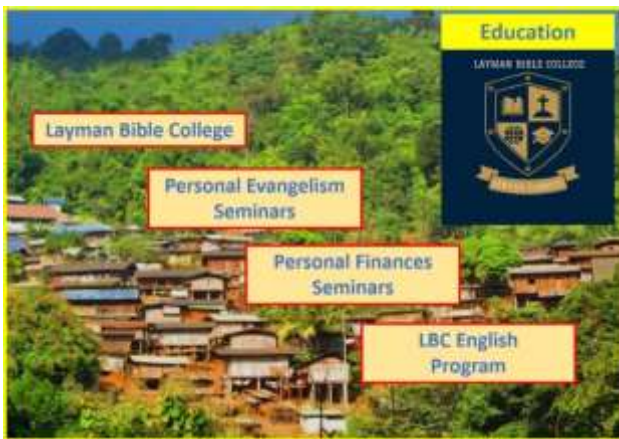 Education
LAYMAN BIBLE COLLEGE
Layman Bible College
Personal Evangelism
Seminars
Personal Finances
Seminars
LBC English
Program